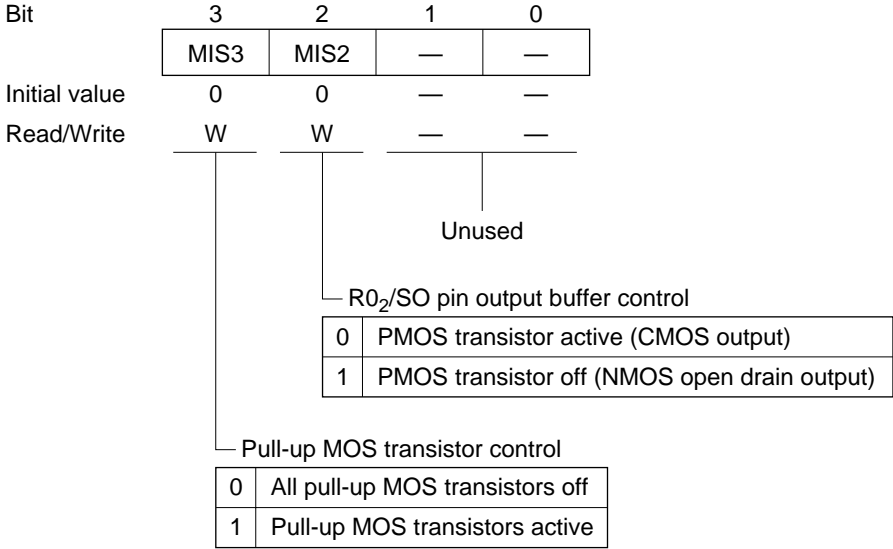 Bit 3 2 1 0
MIS3 MIS2 — —
Initial value 0 0 — —
Read/Write W W — —
Unused
R0₂/SO pin output buffer control
0 PMOS transistor active (CMOS output)
1 PMOS transistor off (NMOS open drain output)
Pull-up MOS transistor control
0 All pull-up MOS transistors off
1 Pull-up MOS transistors active